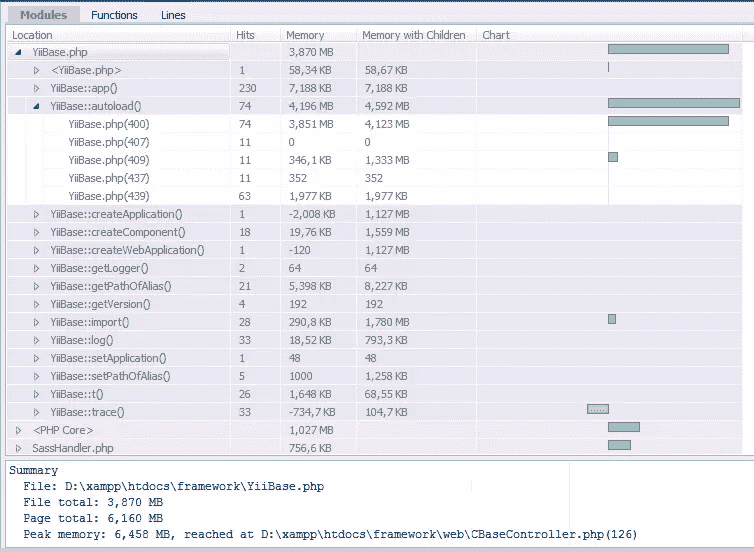 Modules Functions Lines
Location Hits Memory Memory with Children Chart
YiiBase.php 3,870 MB
<YiiBase.php> 1 58,34 KB 58,67 KB
YiiBase::app() 230 7,188 KB 7,188 KB
YiiBase::autoload() 74 4,196 MB 4,592 MB
YiiBase.php(400) 74 3,851 MB 4,123 MB
YiiBase.php(407) 11 0 0
YiiBase.php(409) 11 346,1 KB 1,333 MB
YiiBase.php(437) 11 352 352
YiiBase.php(439) 63 1,977 KB 1,977 KB
YiiBase::createApplication() 1 -2,008 KB 1,127 MB
YiiBase::createComponent() 18 19,76 KB 1,559 MB
YiiBase::createWebApplication() 1 -120 1,127 MB
YiiBase::getLogger() 2 64 64
YiiBase::getPathOfAlias() 21 5,398 KB 8,227 KB
YiiBase::getVersion() 4 192 192
YiiBase::import() 28 290,8 KB 1,780 MB
YiiBase::log() 33 18,52 KB 793,3 KB
YiiBase::setApplication() 1 48 48
YiiBase::setPathOfAlias() 5 1000 1,258 KB
YiiBase::t() 26 1,648 KB 68,55 KB
YiiBase::trace() 33 -734,7 KB 104,7 KB
<PHP Core> 1,027 MB
SassHandler.php 756,6 KB
Summary
File: D:\xampp\htdocs\framework\YiiBase.php
File total: 3,870 MB
Page total: 6,160 MB
Peak memory: 6,458 MB, reached at D:\xampp\htdocs\framework\web\CBaseController.php(126)